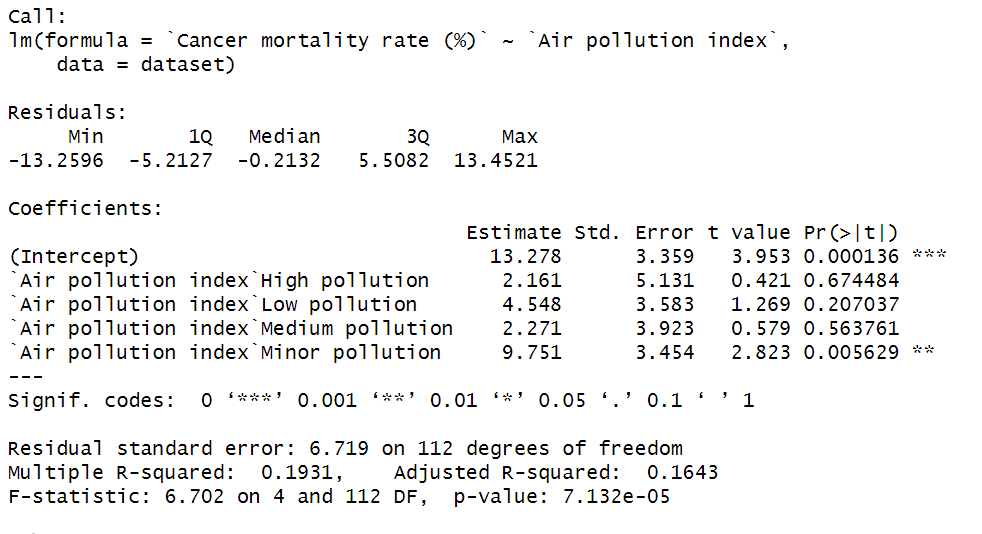 Call:
lm(formula = `Cancer mortality rate (%)` ~ `Air pollution index`,
    data = dataset)

Residuals:
     Min       1Q   Median       3Q      Max
-13.2596  -5.2127  -0.2132   5.5082  13.4521

Coefficients:
                                      Estimate Std. Error t value Pr(>|t|)
(Intercept)                             13.278      3.359   3.953 0.000136 ***
`Air pollution index`High pollution      2.161      5.131   0.421 0.674484
`Air pollution index`Low pollution       4.548      3.583   1.269 0.207037
`Air pollution index`Medium pollution    2.271      3.923   0.579 0.563761
`Air pollution index`Minor pollution     9.751      3.454   2.823 0.005629 **
---
Signif. codes:  0 ‘***’ 0.001 ‘**’ 0.01 ‘*’ 0.05 ‘.’ 0.1 ‘ ’ 1

Residual standard error: 6.719 on 112 degrees of freedom
Multiple R-squared:  0.1931,    Adjusted R-squared:  0.1643
F-statistic: 6.702 on 4 and 112 DF,  p-value: 7.132e-05